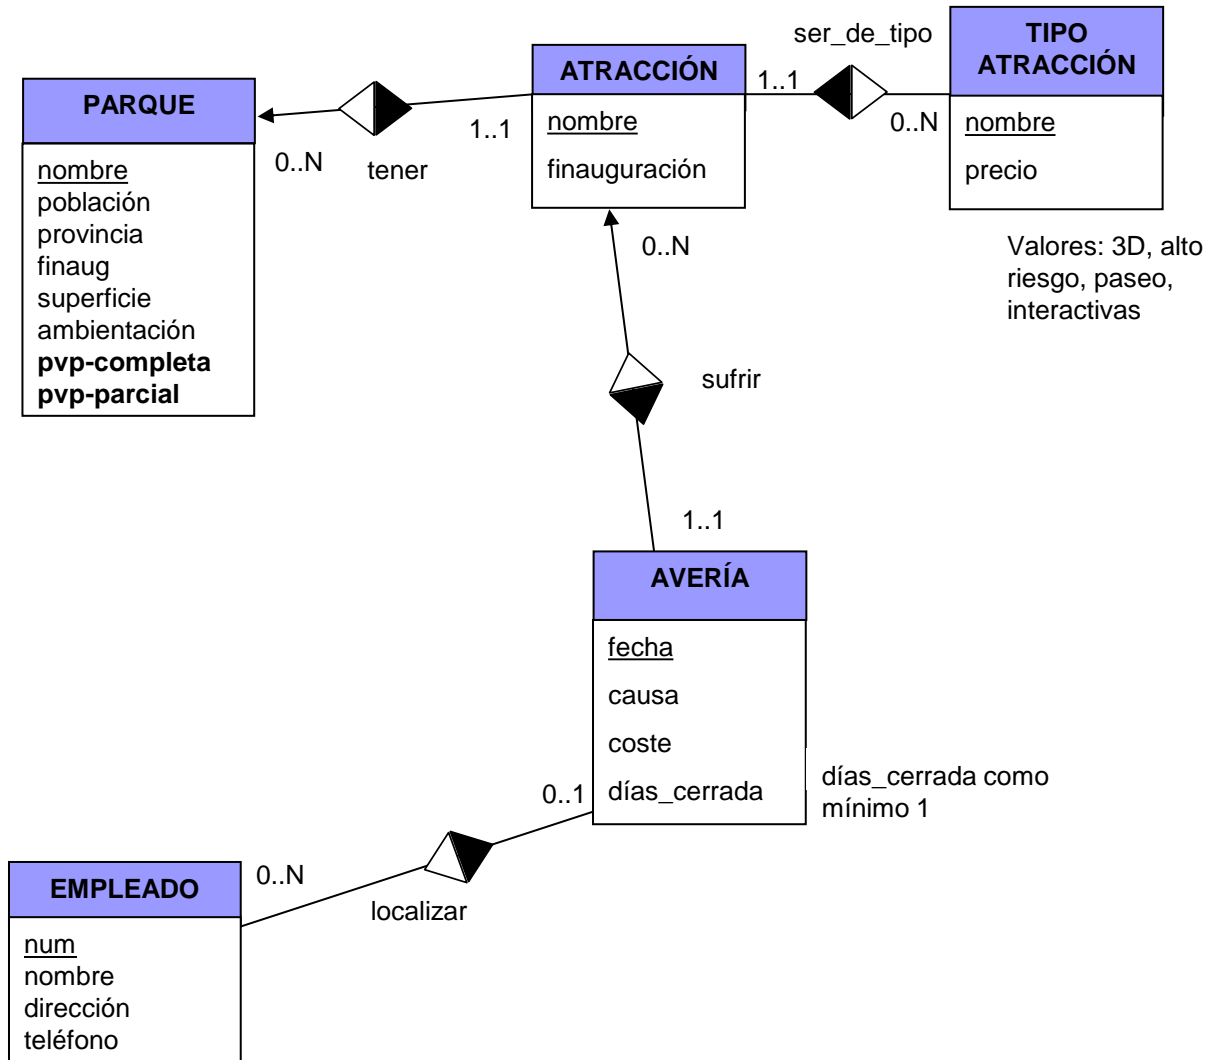 PARQUE
nombre
población
provincia
finaug
superficie
ambientación
pvp-completa
pvp-parcial
0..N
tener
1..1
ATRACCIÓN
nombre
finauguración
1..1
ser_de_tipo
0..N
TIPO
ATRACCIÓN
nombre
precio
Valores: 3D, alto
riesgo, paseo,
interactivas
0..N
sufrir
1..1
AVERÍA
fecha
causa
coste
días_cerrada
días_cerrada como
mínimo 1
0..1
localizar
0..N
EMPLEADO
num
nombre
dirección
teléfono